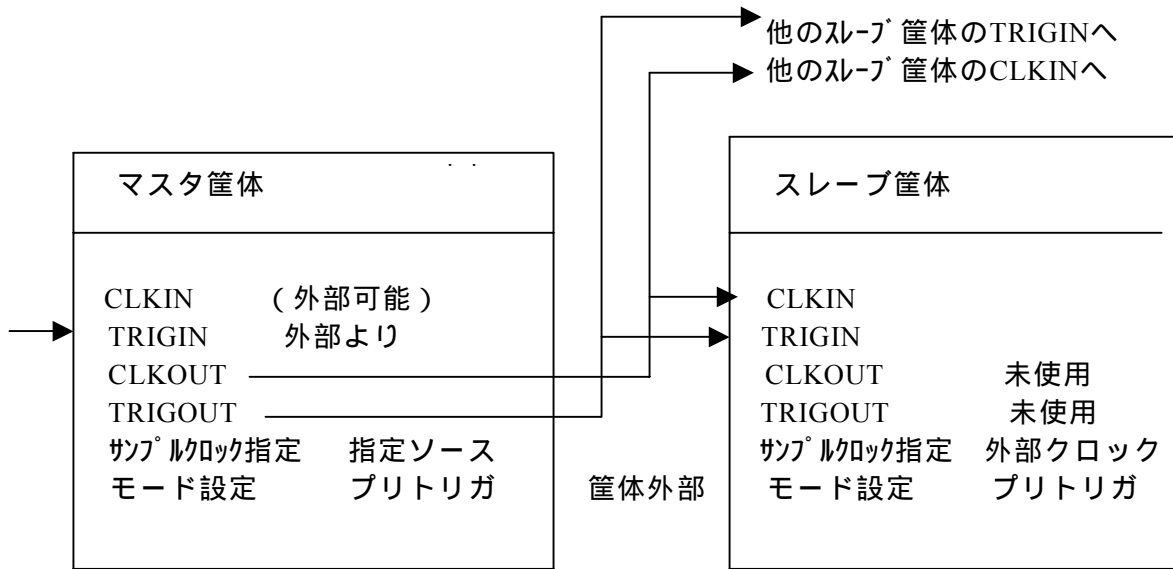 他のｽﾚｰﾌﾞ筐体のTRIGINへ
他のｽﾚｰﾌﾞ筐体のCLKINへ
マスタ筐体
CLKIN （外部可能）
TRIGIN 外部より
CLKOUT
TRIGOUT
ｻﾝﾌﾟﾙｸﾛｯｸ指定 指定ソース
モード設定 プリトリガ
筐体外部
スレーブ筐体
CLKIN
TRIGIN
CLKOUT 未使用
TRIGOUT 未使用
ｻﾝﾌﾟﾙｸﾛｯｸ指定 外部クロック
モード設定 プリトリガ